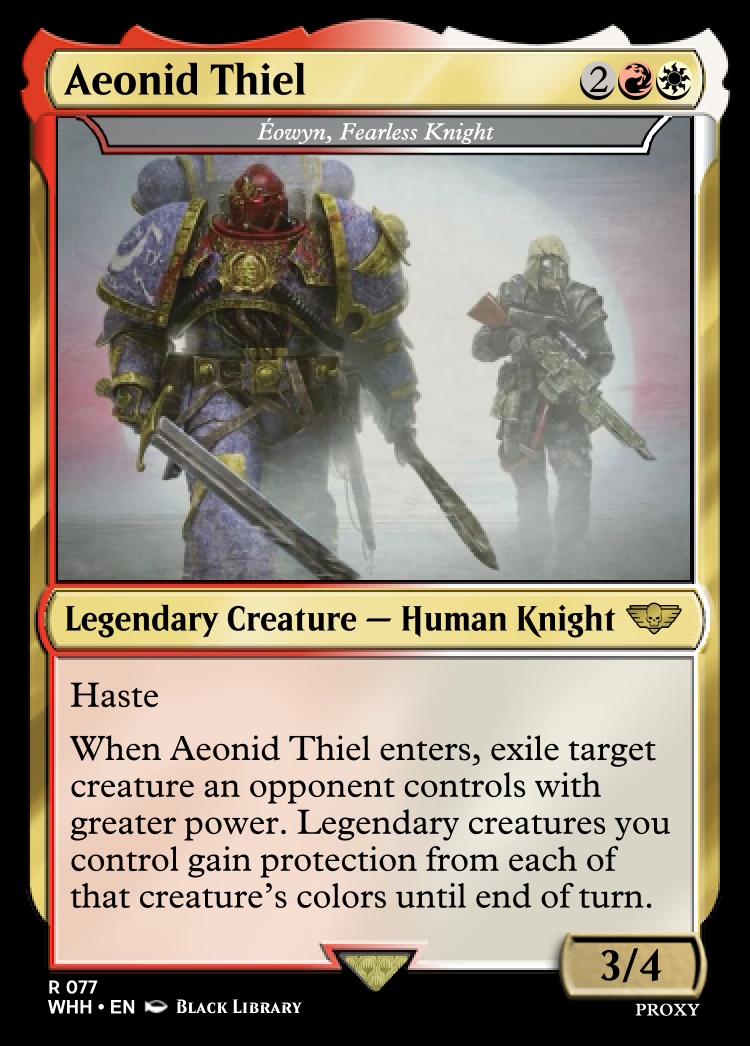 Aeonid Thiel 2
Éowyn, Fearless Knight
Legendary Creature — Human Knight
Haste
When Aeonid Thiel enters, exile target
creature an opponent controls with
greater power. Legendary creatures you
control gain protection from each of
that creature's colors until end of turn.
3/4
R 077
WHH • EN BLACK LIBRARY
PROXY